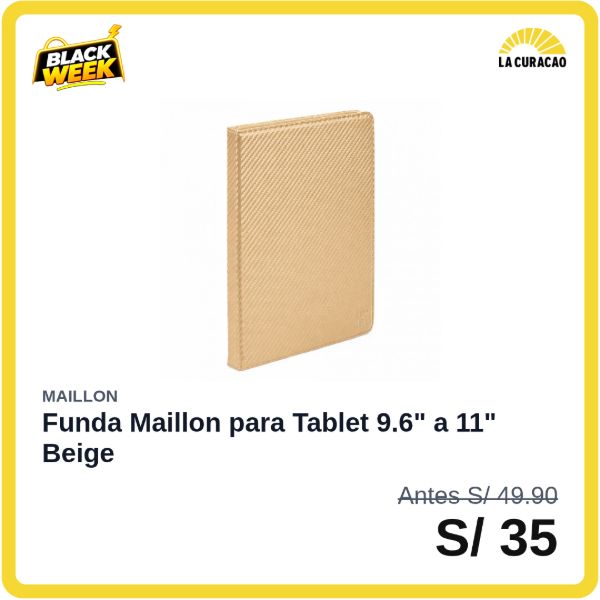 BLACK
WEEK
LA CURACAO
MAILLON
Funda Maillon para Tablet 9.6" a 11"
Beige
Antes S/ 49.90
S/ 35